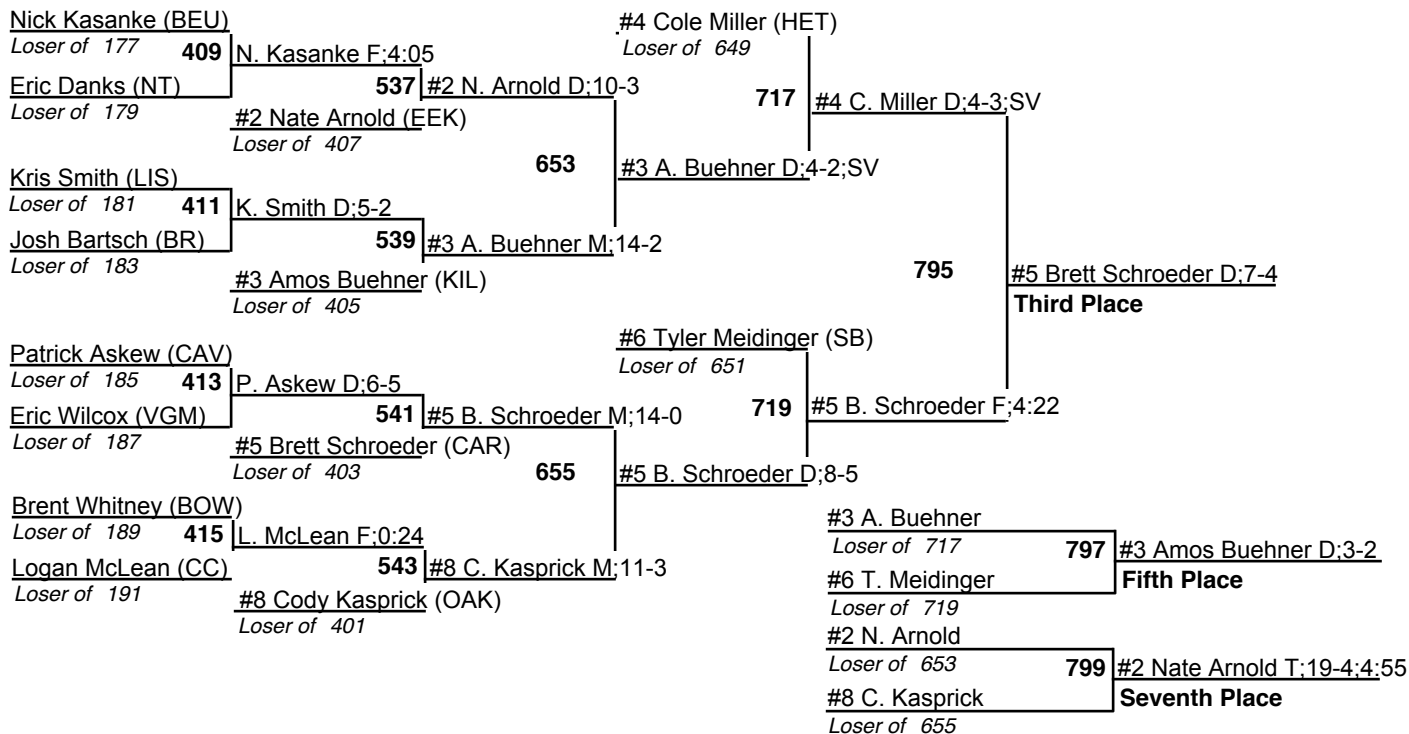 Nick Kasanke (BEU)
Loser of 177
409
N. Kasanke F;4:05
Eric Danks (NT)
Loser of 179
537
#2 N. Arnold D;10-3
#2 Nate Arnold (EEK)
Loser of 407
653
#3 A. Buehner D;4-2;SV
Kris Smith (LIS)
Loser of 181
411
K. Smith D;5-2
Josh Bartsch (BR)
Loser of 183
539
#3 A. Buehner M;14-2
#3 Amos Buehner (KIL)
Loser of 405
#4 Cole Miller (HET)
Loser of 649
717
#4 C. Miller D;4-3;SV
795
#5 Brett Schroeder D;7-4
Third Place
Patrick Askew (CAV)
Loser of 185
413
P. Askew D;6-5
Eric Wilcox (VGM)
Loser of 187
541
#5 B. Schroeder M;14-0
#5 Brett Schroeder (CAR)
Loser of 403
655
#5 B. Schroeder D;8-5
#6 Tyler Meidinger (SB)
Loser of 651
719
#5 B. Schroeder F;4:22
Brent Whitney (BOW)
Loser of 189
415
L. McLean F;0:24
Logan McLean (CC)
Loser of 191
543
#8 C. Kasprick M;11-3
#8 Cody Kasprick (OAK)
Loser of 401
#3 A. Buehner
Loser of 717
797
#3 Amos Buehner D;3-2
#6 T. Meidinger
Fifth Place
Loser of 719
#2 N. Arnold
Loser of 653
799
#2 Nate Arnold T;19-4;4:55
#8 C. Kasprick
Seventh Place
Loser of 655